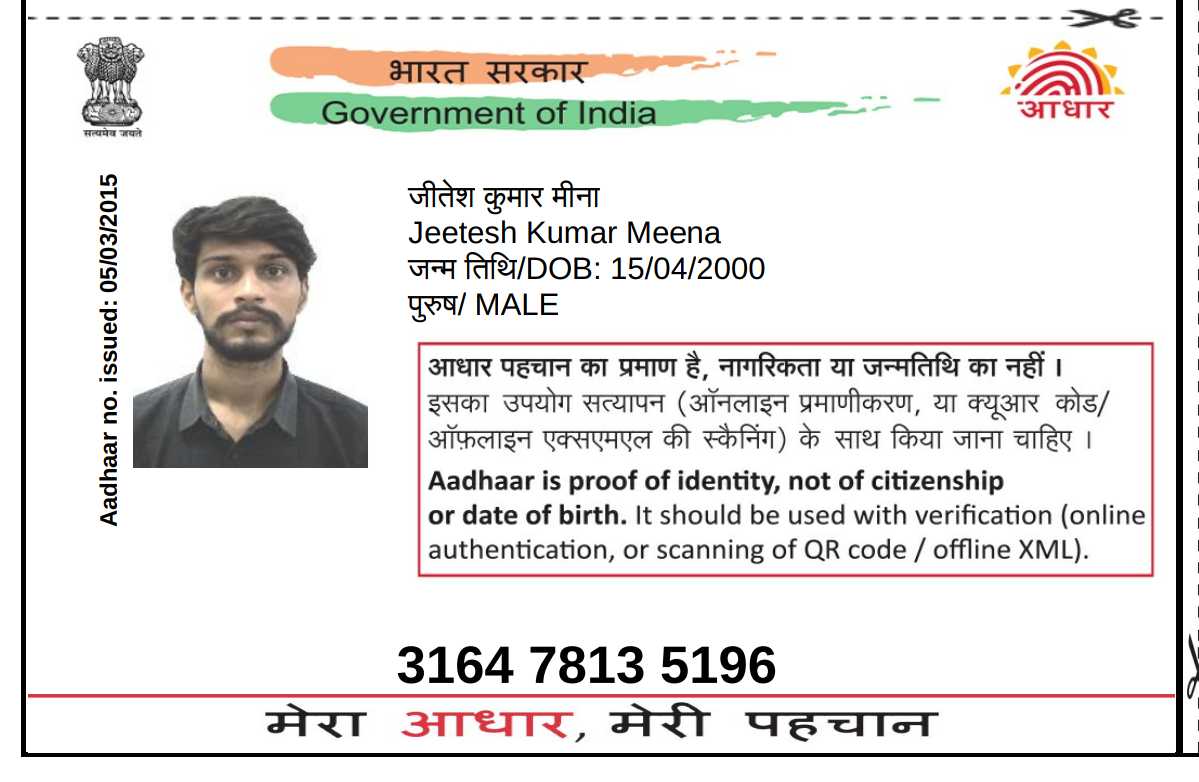 सत्यमेव जयते
भारत सरकार
Government of India
आधार
Aadhaar no. issued: 05/03/2015
जीतेश कुमार मीना
Jeetesh Kumar Meena
जन्म तिथि/DOB: 15/04/2000
पुरुष/ MALE
आधार पहचान का प्रमाण है, नागरिकता या जन्मतिथि का नहीं ।
इसका उपयोग सत्यापन (ऑनलाइन प्रमाणीकरण, या क्यूआर कोड/
ऑफ़लाइन एक्सएमएल की स्कैनिंग) के साथ किया जाना चाहिए ।
Aadhaar is proof of identity, not of citizenship
or date of birth. It should be used with verification (online
authentication, or scanning of QR code / offline XML).
3164 7813 5196
मेरा आधार, मेरी पहचान